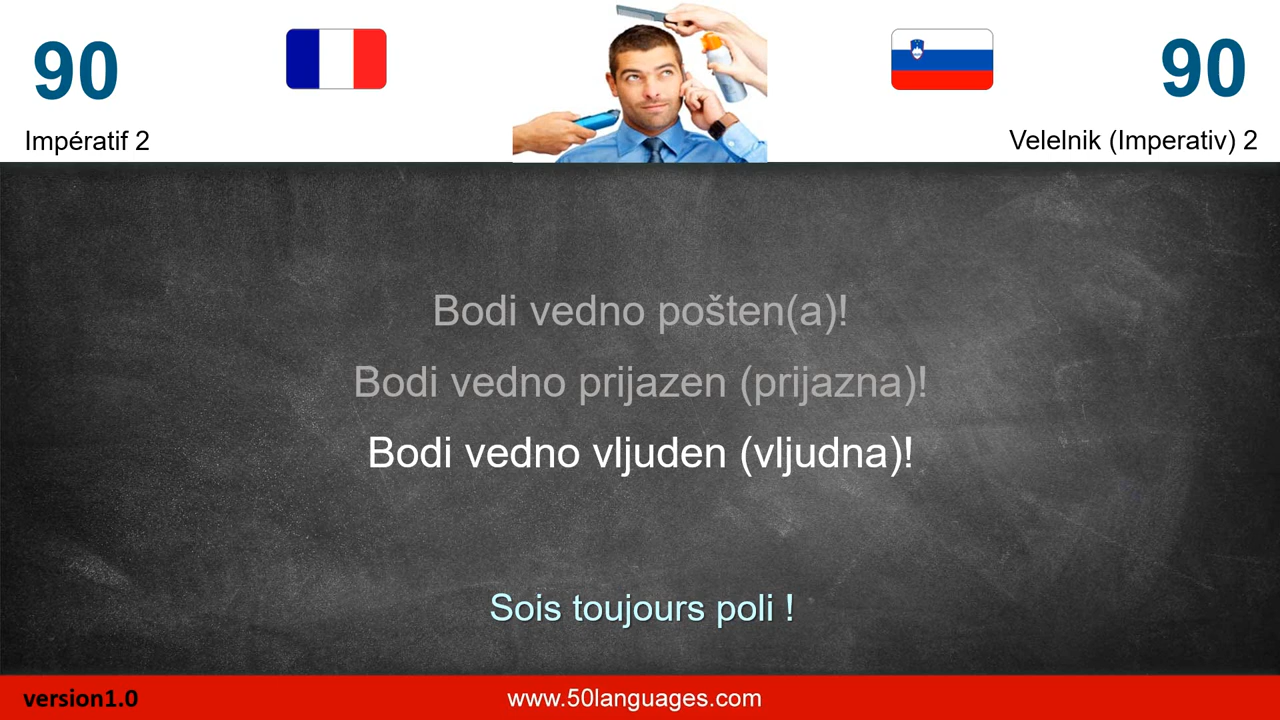 90
90
Impératif 2
Velelnik (Imperativ) 2
Bodi vedno pošten(a)!
Bodi vedno prijazen (prijazna)!
Bodi vedno vljuden (vljudna)!
Sois toujours poli !
version1.0
www.50languages.com